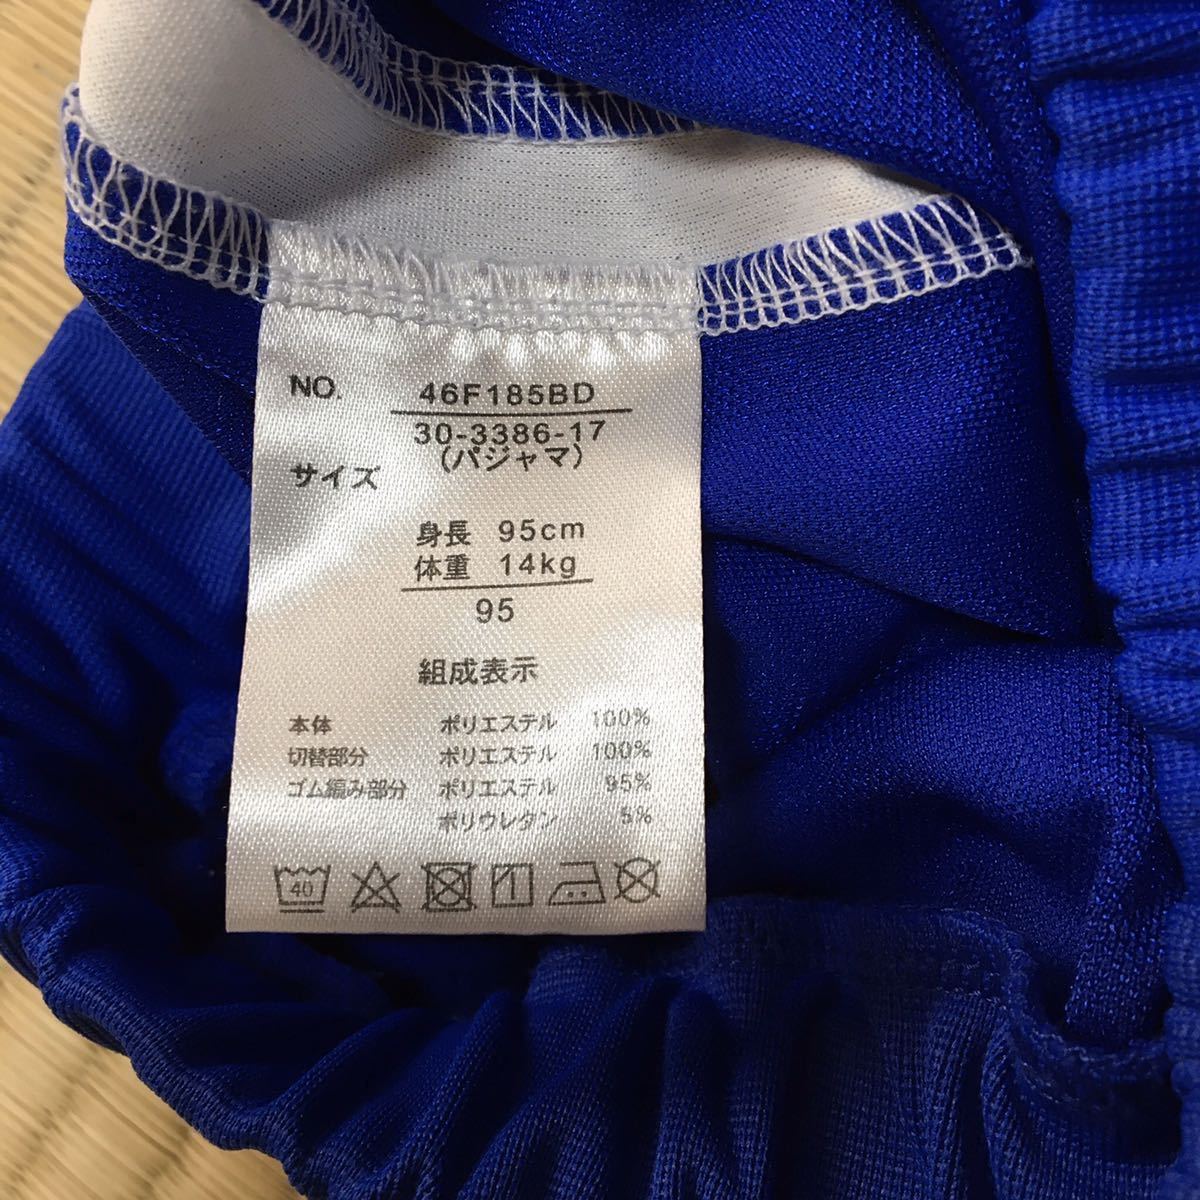 NO. 46F185BD
30-3386-17
(パジャマ)
サイズ
身長 95cm
体重 14kg
95
組成表示
本体 ポリエステル 100%
切替部分 ポリエステル 100%
ゴム編み部分 ポリエステル 95%
ポリウレタン 5%
40